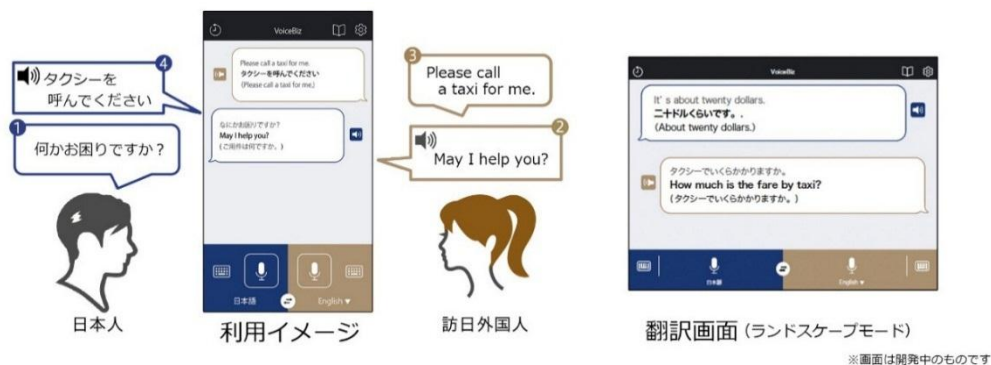 4
タクシーを
呼んでください
1
何かお困りですか？
日本人
VoiceBiz
Please call a taxi for me.
タクシーを呼んでください
(Please call a taxi for me.)
なにかお困りですか?
May I help you?
(ご用件は何ですか。)
日本語
English ▼
利用イメージ
3
Please call
a taxi for me.
2
May I help you?
訪日外国人
VoiceBiz
It's about twenty dollars.
二十ドルくらいです。.
(About twenty dollars.)
タクシーでいくらかかりますか。
How much is the fare by taxi?
(タクシーでいくらかかりますか。)
日本語
English ▼
翻訳画面 (ランドスケープモード)
※画面は開発中のものです